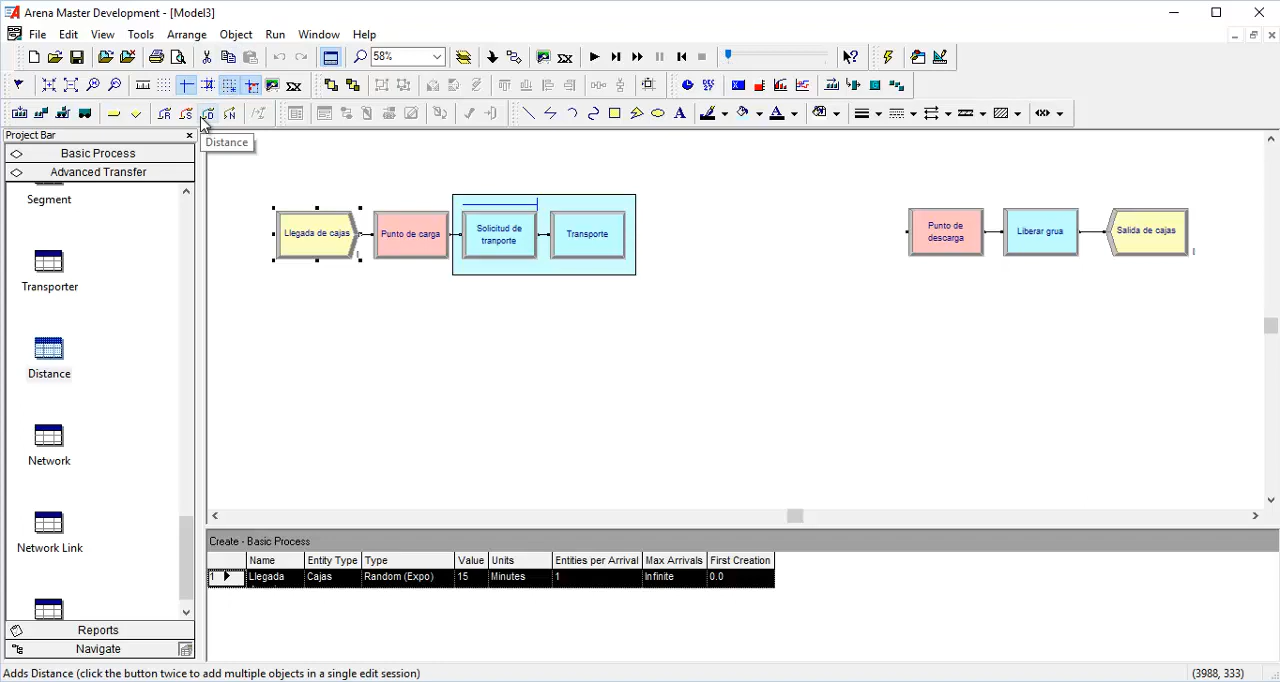 Arena Master Development - [Model3]
File Edit View Tools Arrange Object Run Window Help
58%
Distance
Project Bar
Basic Process
Advanced Transfer
Segment
Transporter
Distance
Network
Network Link
Reports
Navigate
Llegada de cajas
Punto de carga
Solicitud de
tranporte
Transporte
Punto de
descarga
Liberar grua
Salida de cajas
Create - Basic Process
Name Entity Type Type Value Units Entities per Arrival Max Arrivals First Creation
1 Llegada Cajas Random (Expo) 15 Minutes 1 Infinite 0.0
Adds Distance (click the button twice to add multiple objects in a single edit session)
(3988, 333)